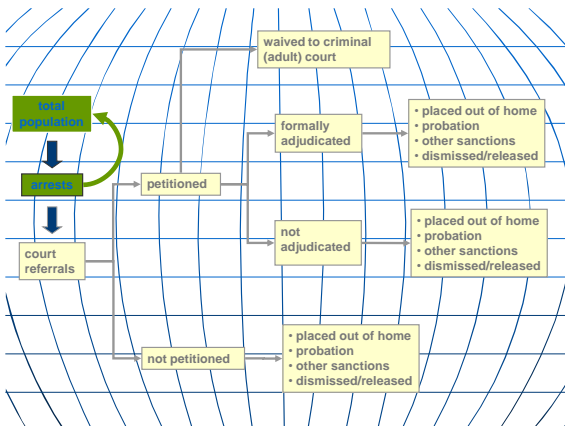 waived to criminal
(adult) court
total
population
formally
adjudicated
• placed out of home
• probation
• other sanctions
• dismissed/released
arrests
petitioned
not
adjudicated
• placed out of home
• probation
• other sanctions
• dismissed/released
court
referrals
not petitioned
• placed out of home
• probation
• other sanctions
• dismissed/released